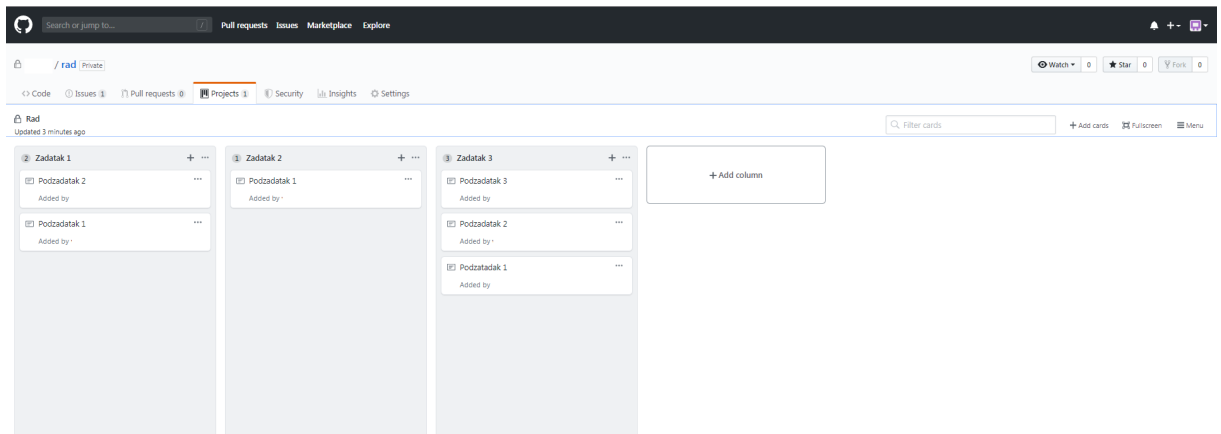 Search or jump to... / Pull requests Issues Marketplace Explore
/ rad Private
Watch 0 Star 0 Fork 0
Code Issues 1 Pull requests 0 Projects 1 Security Insights Settings
Rad
Updated 3 minutes ago
Filter cards
+ Add cards Fullscreen Menu
2 Zadatak 1
Podzadatak 2
Added by
Podzadatak 1
Added by
1 Zadatak 2
Podzadatak 1
Added by
3 Zadatak 3
Podzadatak 3
Added by
Podzadatak 2
Added by
Podzatadak 1
Added by
+ Add column